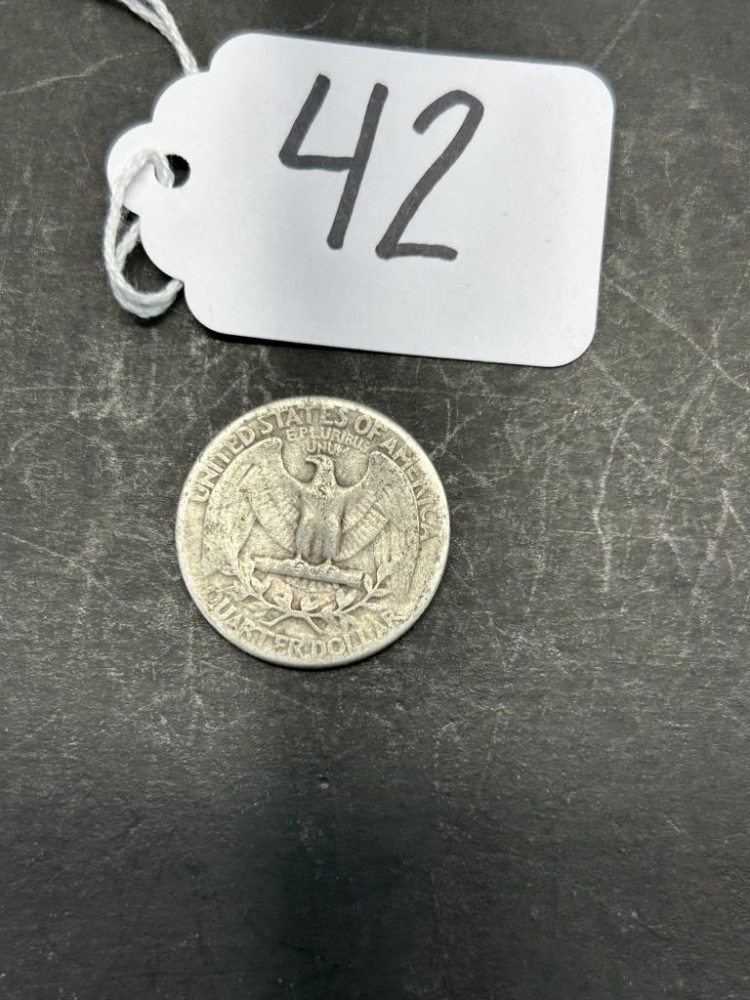 42
UNITED STATES OF AMERICA
E PLURIBUS
UNUM
QUARTER DOLLAR